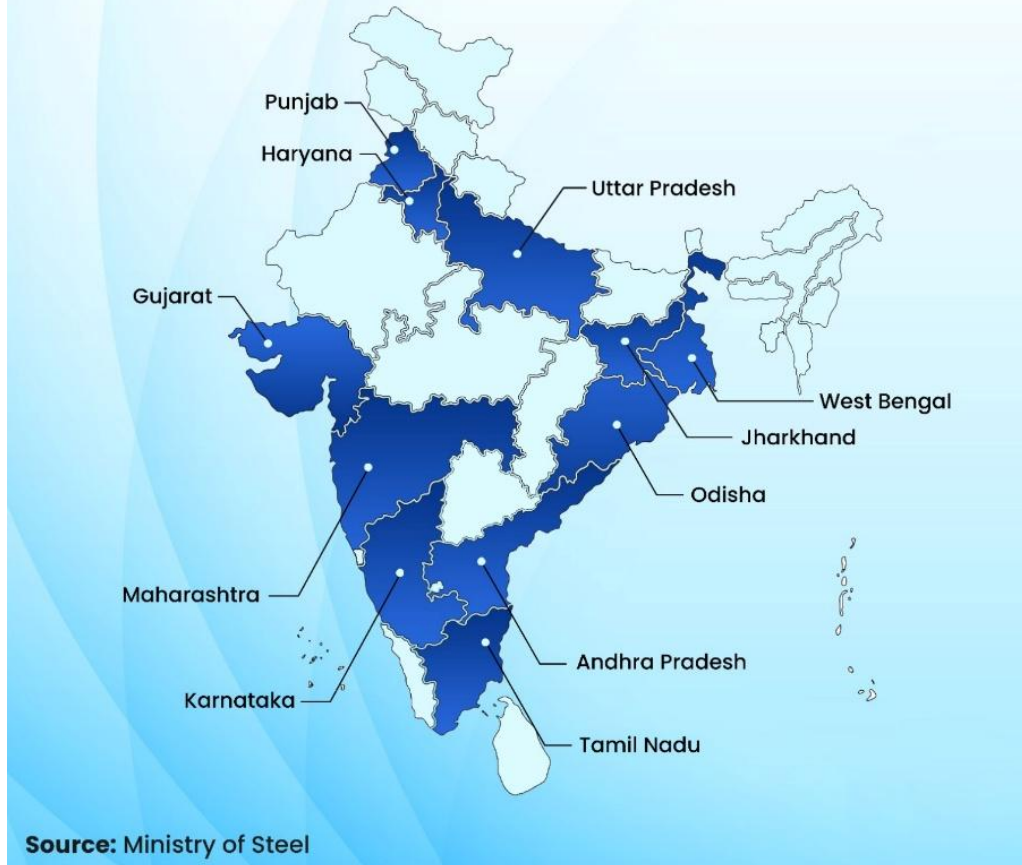 Punjab
Haryana
Uttar Pradesh
Gujarat
West Bengal
Jharkhand
Odisha
Maharashtra
Andhra Pradesh
Karnataka
Tamil Nadu
Source: Ministry of Steel